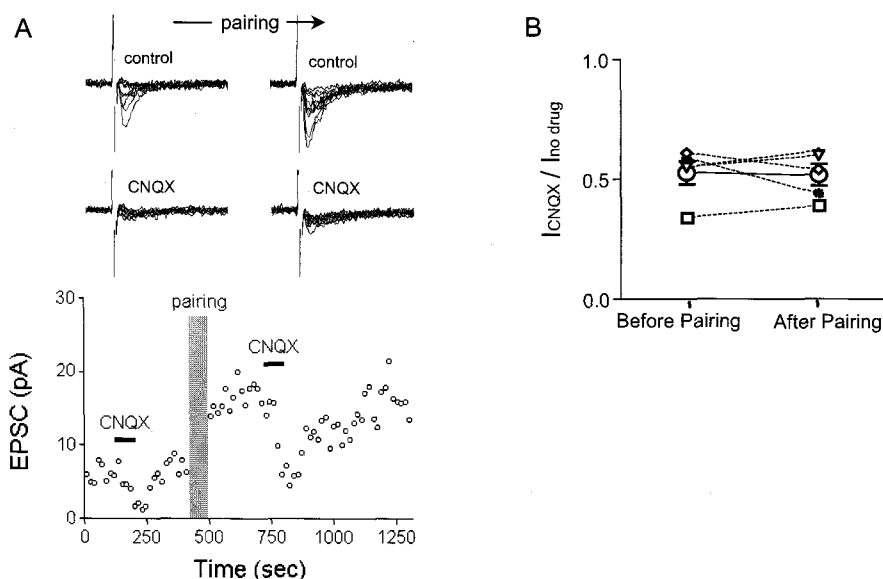 A
pairing
control
control
CNQX
CNQX
30
20
10
0
EPSC (pA)
pairing
CNQX
CNQX
0
250
500
750
1000
1250
Time (sec)
B
1.0
0.5
0.0
ICNQX / Ino drug
Before Pairing
After Pairing